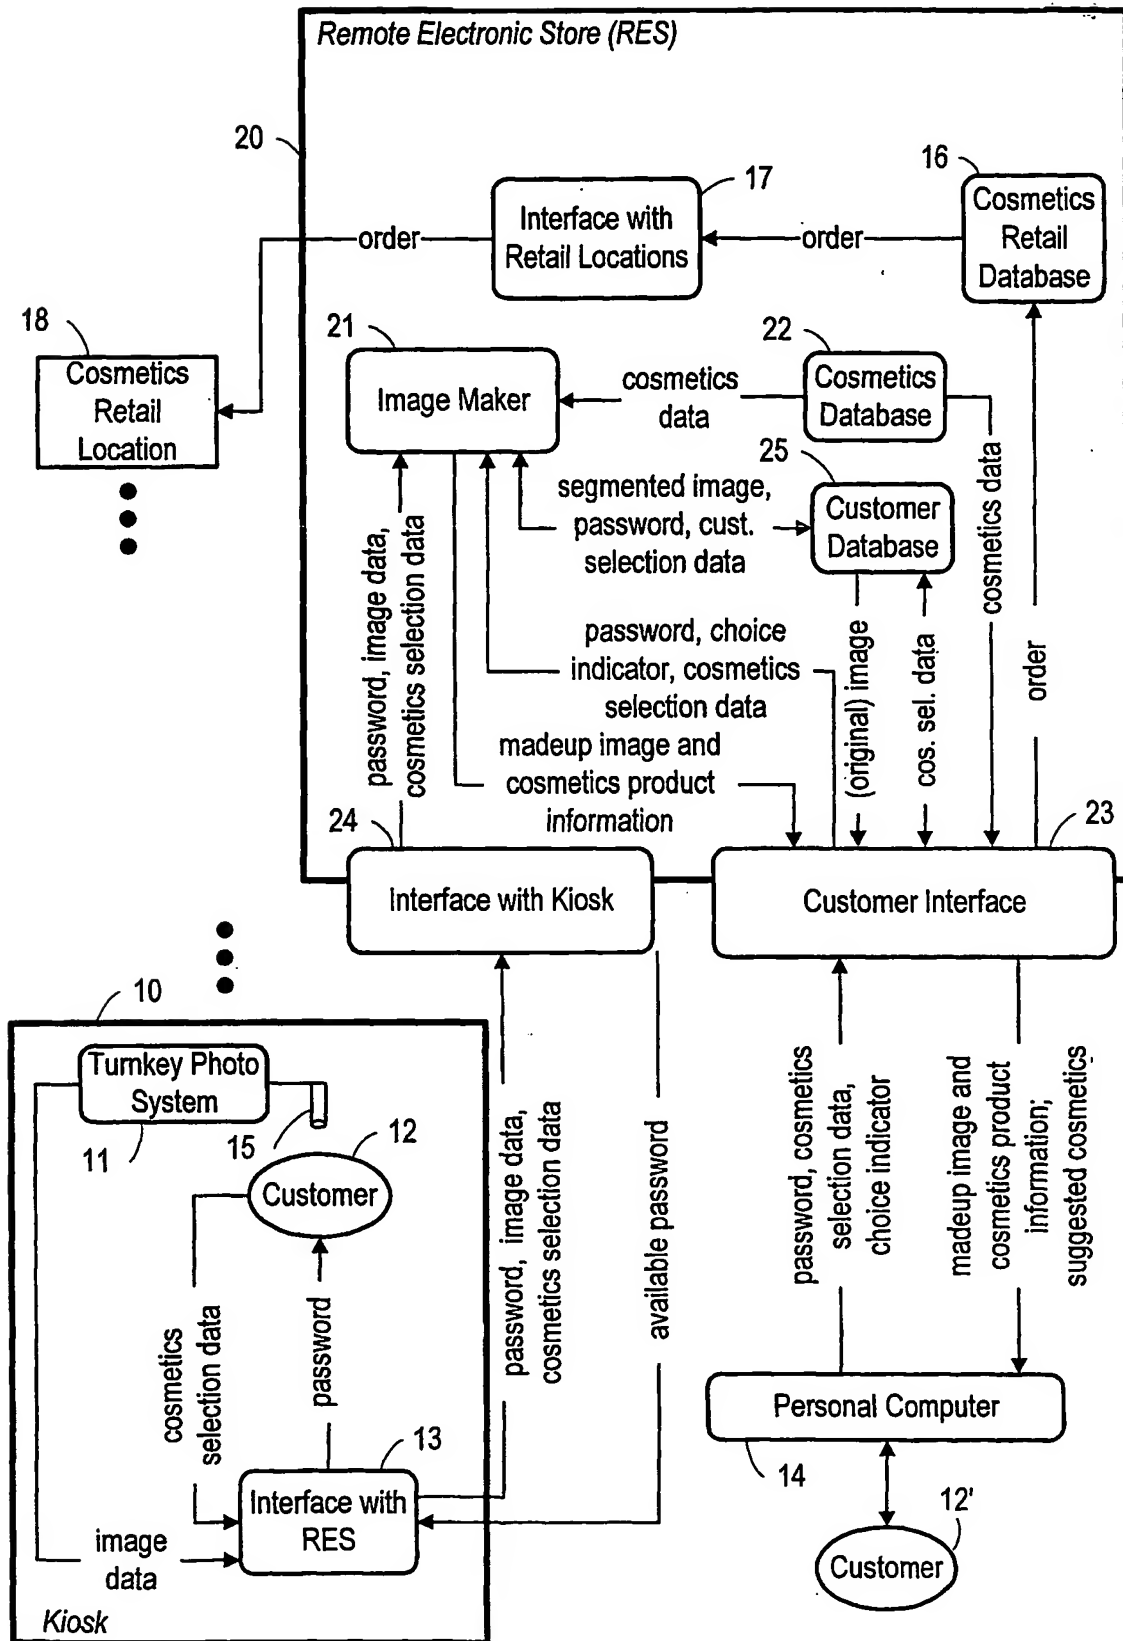 Remote Electronic Store (RES)
20
17
16
Interface with
Retail Locations
Cosmetics
Retail
Database
order
order
18
Cosmetics
Retail
Location
21
Image Maker
cosmetics
data
22
Cosmetics
Database
25
Customer
Database
segmented image,
password, cust.
selection data
cosmetics data
order
password, image data,
cosmetics selection data
password, choice
indicator, cosmetics
selection data
(original) image
cos. sel. data
madeup image and
cosmetics product
information
24
23
Interface with Kiosk
Customer Interface
10
Turnkey Photo
System
11
15
12
Customer
cosmetics
selection data
password
password, image data,
cosmetics selection data
available password
password, cosmetics
selection data,
choice indicator
madeup image and
cosmetics product
information;
suggested cosmetics
13
Interface with
RES
image
data
Kiosk
Personal Computer
14
12'
Customer